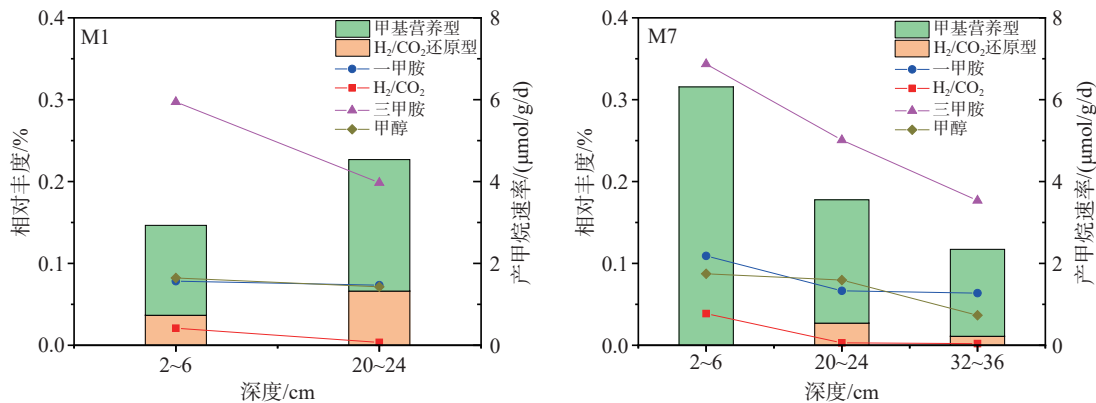 M1
甲基营养型
H₂/CO₂还原型
一甲胺
H₂/CO₂
三甲胺
甲醇
0.4
0.3
0.2
0.1
0.0
相对丰度/%
8
6
4
2
0
产甲烷速率/(μmol/g/d)
2~6
20~24
深度/cm
M7
甲基营养型
H₂/CO₂还原型
一甲胺
H₂/CO₂
三甲胺
甲醇
0.4
0.3
0.2
0.1
0.0
相对丰度/%
8
6
4
2
0
产甲烷速率/(μmol/g/d)
2~6
20~24
32~36
深度/cm